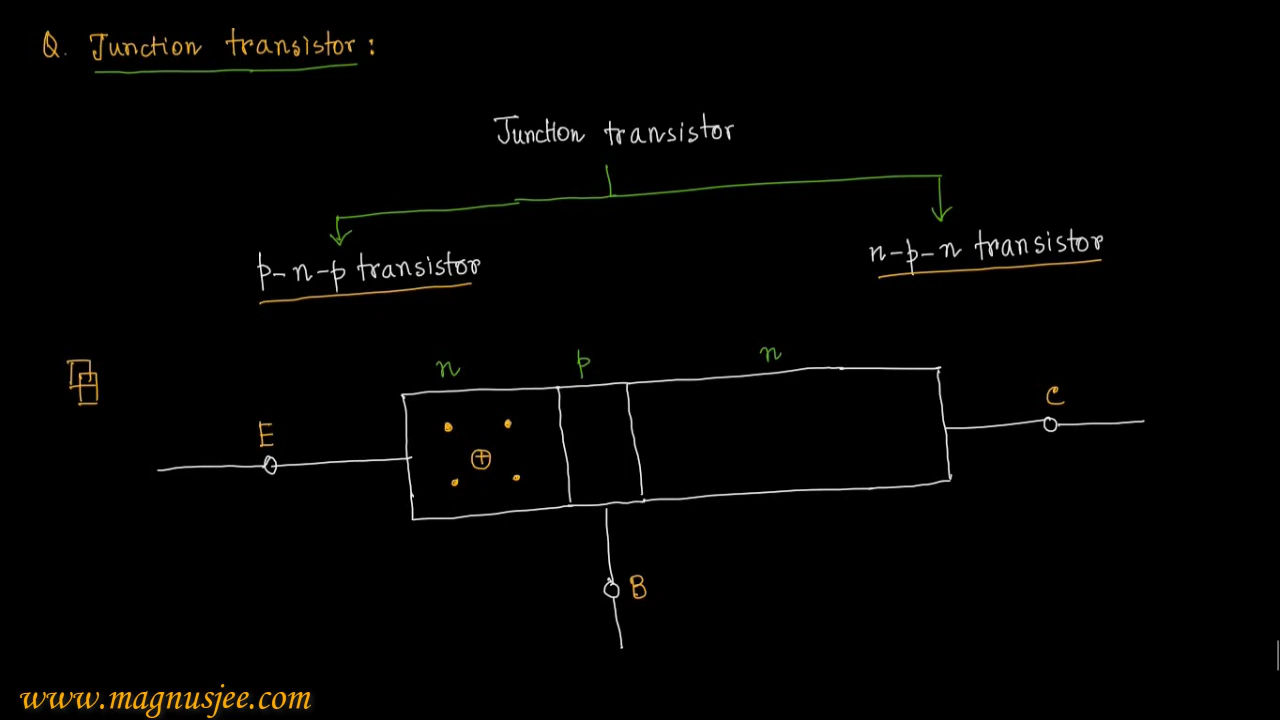 Q. Junction transistor :
Junction transistor
p-n-p transistor
n-p-n transistor
n p n
E
C
B
www.magnusjee.com